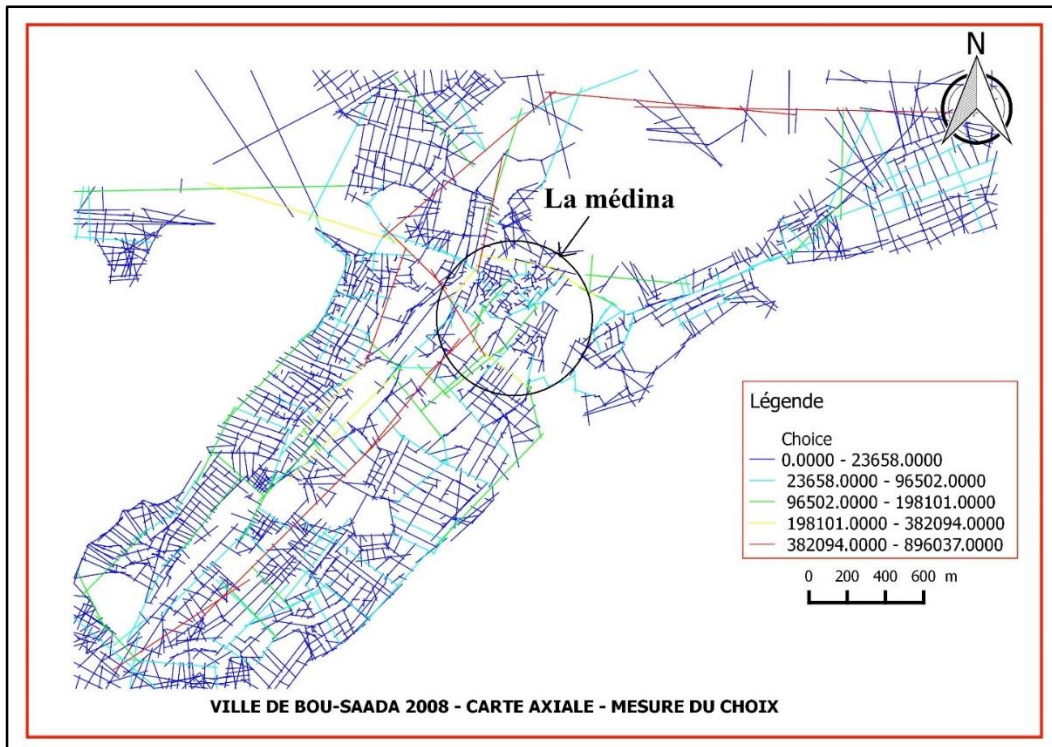 N
La médina
Légende
Choice
0.0000 - 23658.0000
23658.0000 - 96502.0000
96502.0000 - 198101.0000
198101.0000 - 382094.0000
382094.0000 - 896037.0000
0 200 400 600 m
VILLE DE BOU-SAADA 2008 - CARTE AXIALE - MESURE DU CHOIX